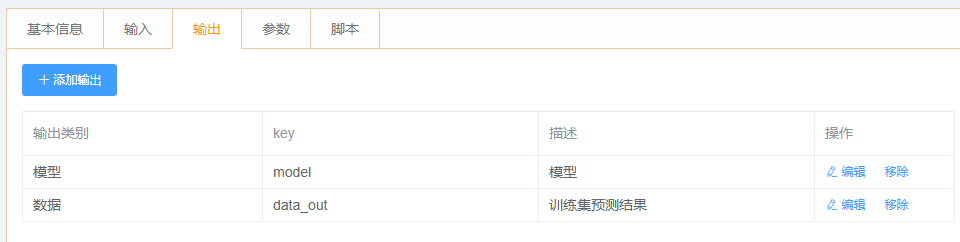 基本信息 输入 输出 参数 脚本
添加输出
输出类别 key 描述 操作
模型 model 模型 编辑 移除
数据 data_out 训练集预测结果 编辑 移除